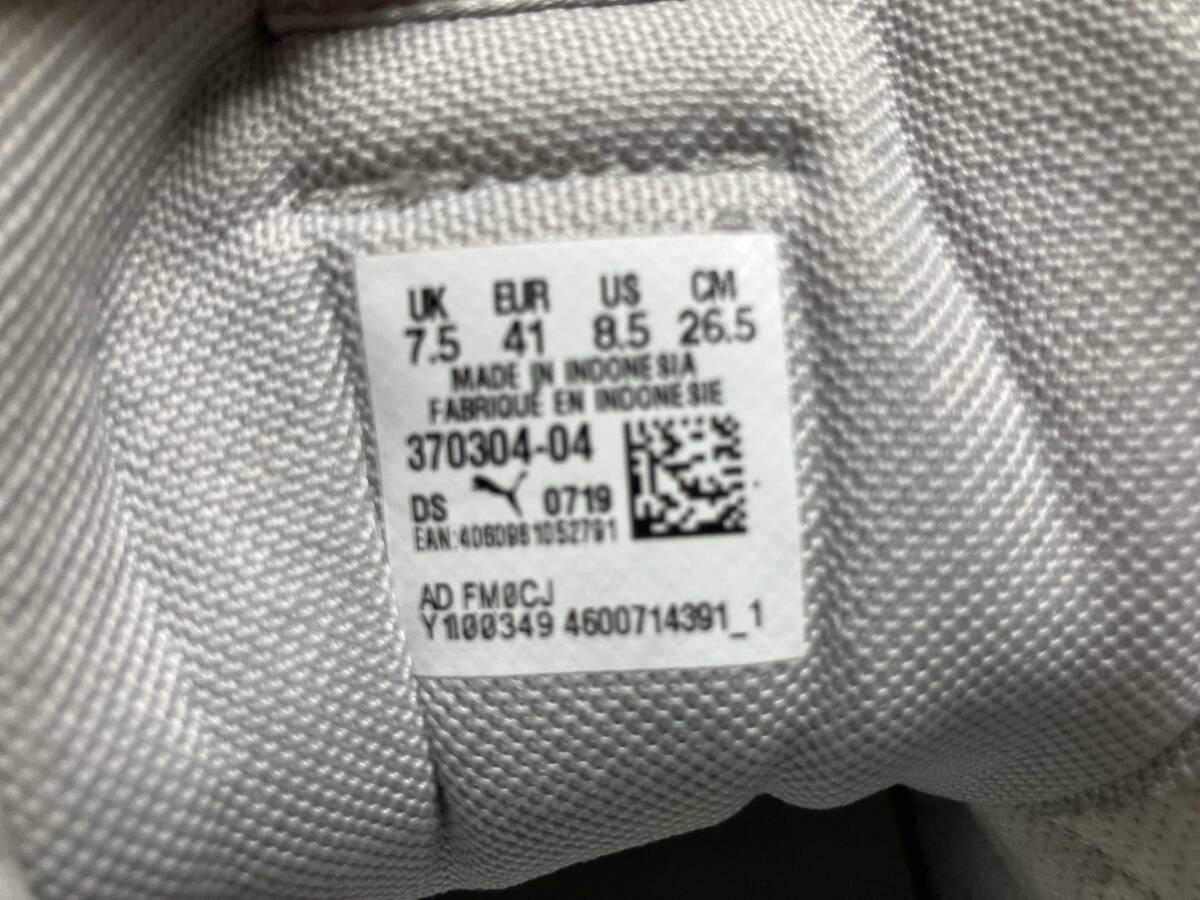 UK EUR US CM
7.5 41 8.5 26.5
MADE IN INDONESIA
FABRIQUÉ EN INDONESIE
370304-04
DS 0719
EAN:4060981052791
AD FM0CJ
Y1100349 4600714391_1